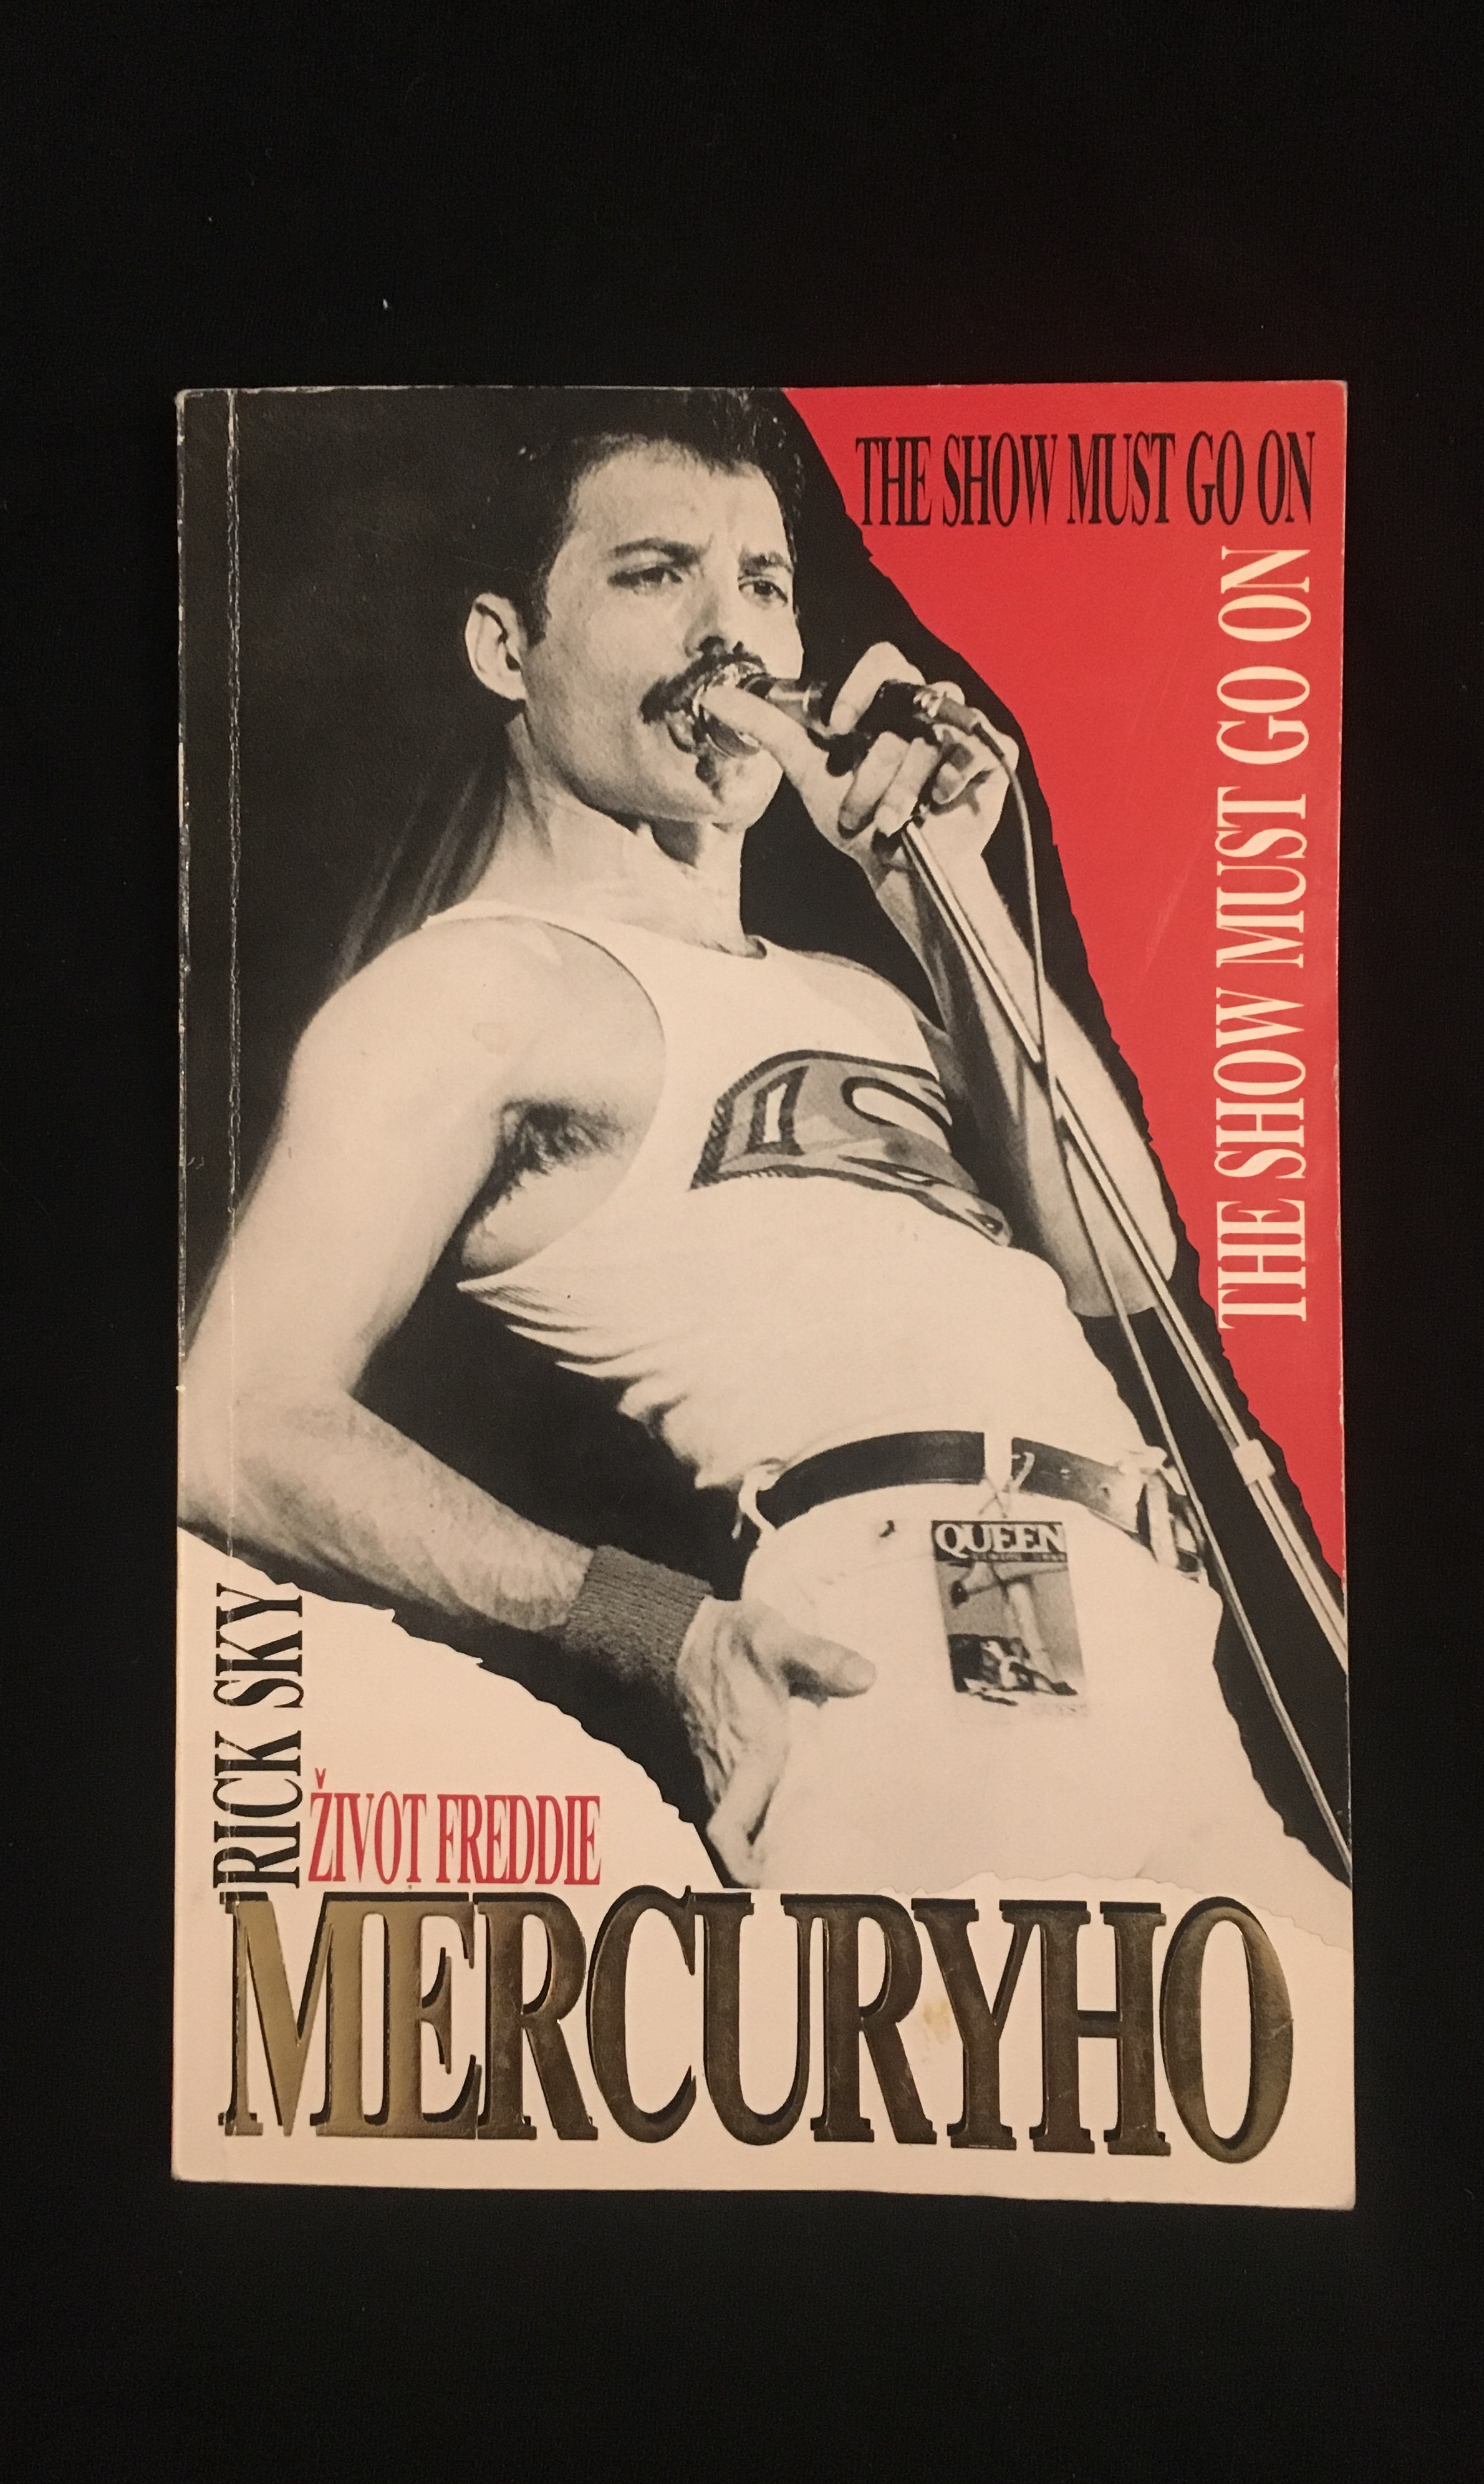 THE SHOW MUST GO ON
THE SHOW MUST GO ON
QUEEN
RICK SKY
ŽIVOT FREDDIE
MERCURYHO